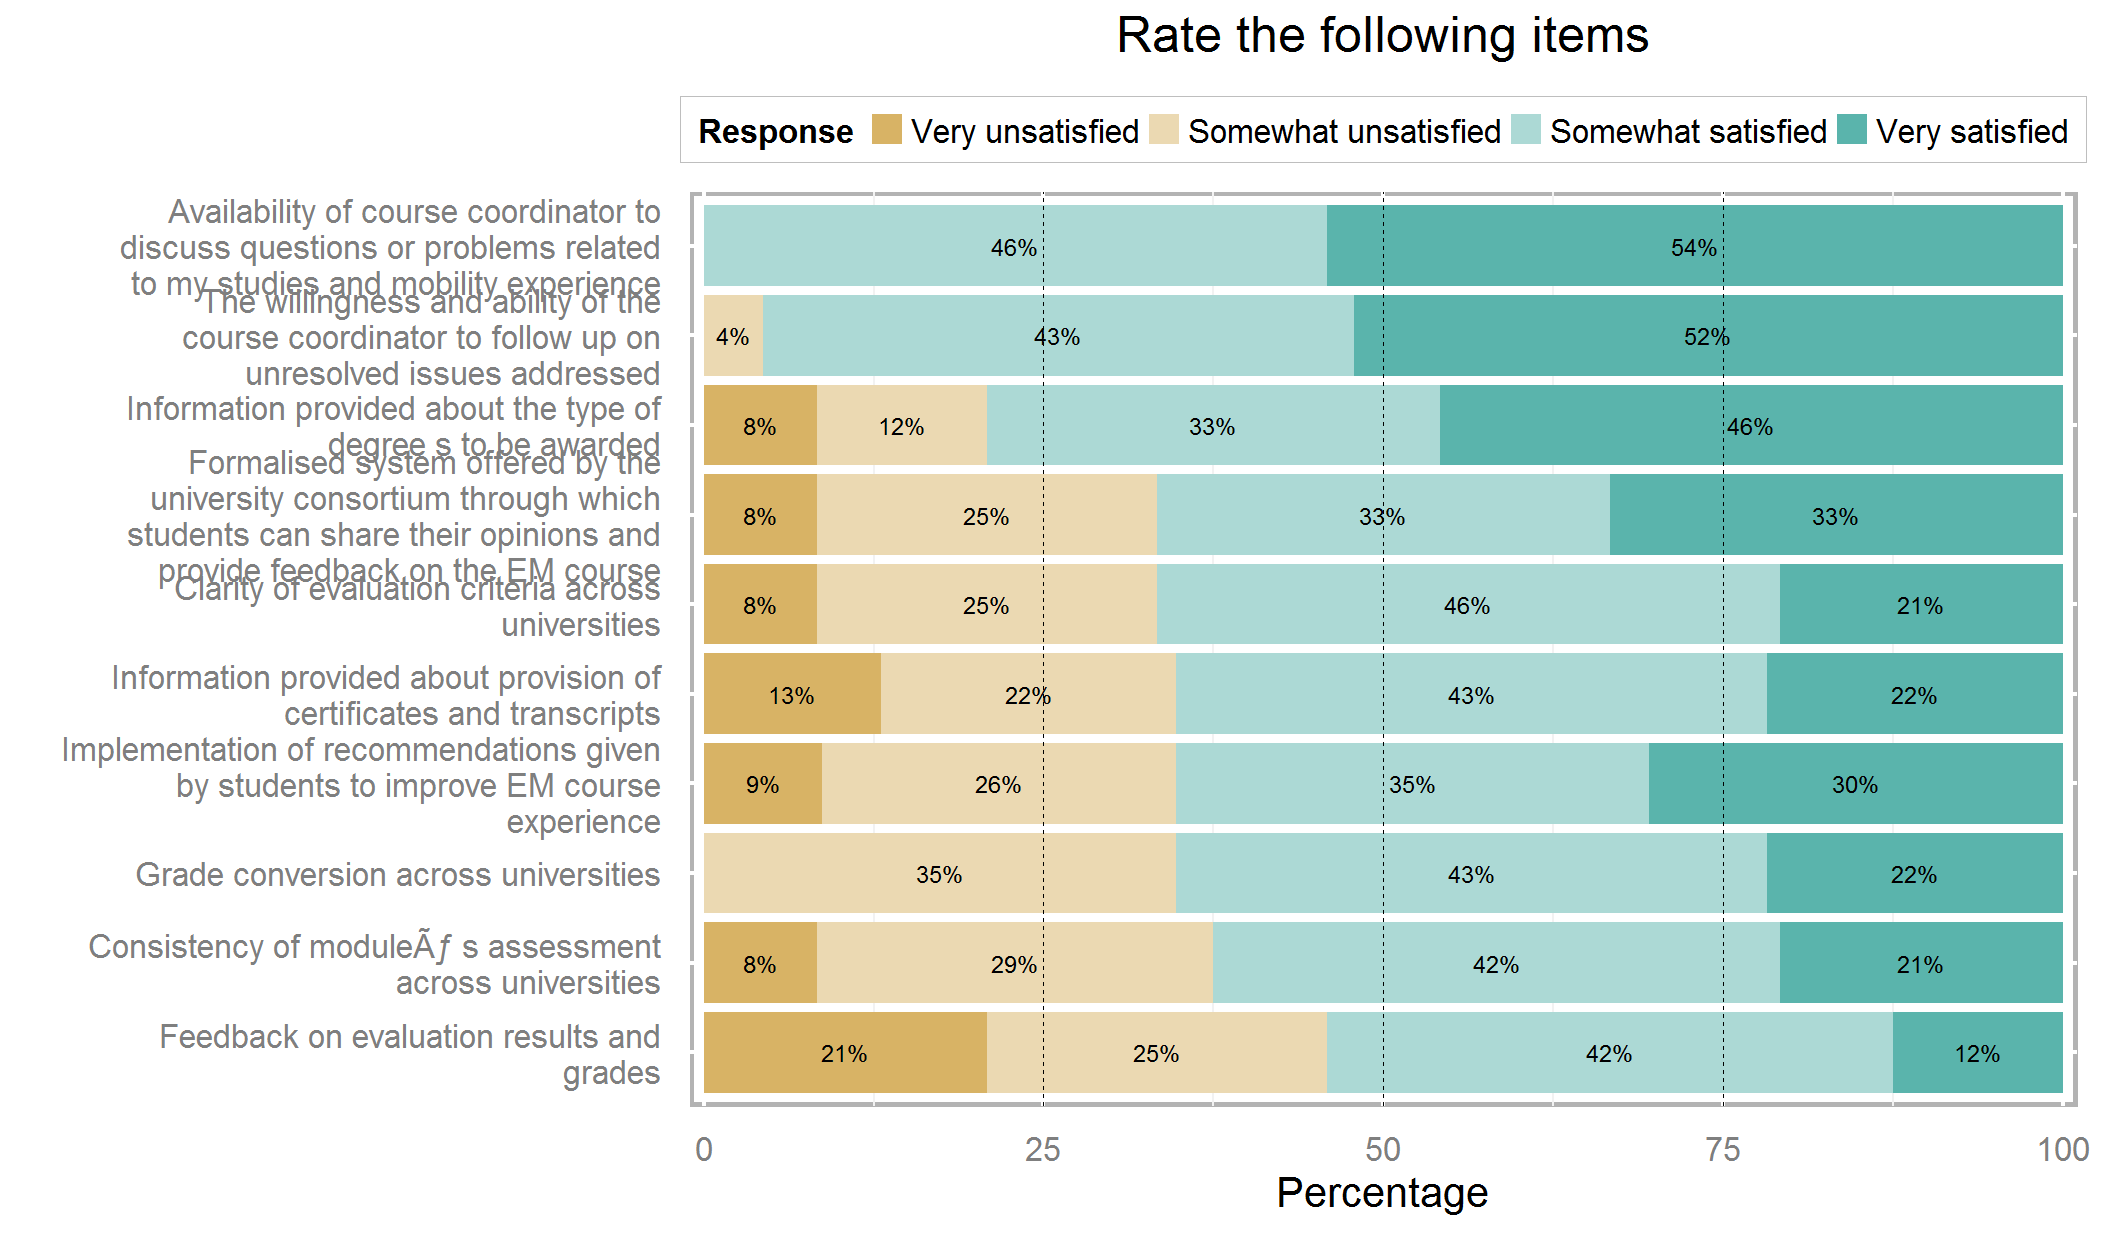 Rate the following items
Response Very unsatisfied Somewhat unsatisfied Somewhat satisfied Very satisfied
Availability of course coordinator to
discuss questions or problems related
to my studies and mobility experience
46% 54%
The willingness and ability of the
course coordinator to follow up on
unresolved issues addressed
4% 43% 52%
Information provided about the type of
degree s to be awarded
8% 12% 33% 46%
Formalised system offered by the
university consortium through which
students can share their opinions and
provide feedback on the EM course
8% 25% 33% 33%
Clarity of evaluation criteria across
universities
8% 25% 46% 21%
Information provided about provision of
certificates and transcripts
13% 22% 43% 22%
Implementation of recommendations given
by students to improve EM course
experience
9% 26% 35% 30%
Grade conversion across universities
35% 43% 22%
Consistency of moduleÃƒ s assessment
across universities
8% 29% 42% 21%
Feedback on evaluation results and
grades
21% 25% 42% 12%
0 25 50 75 100
Percentage